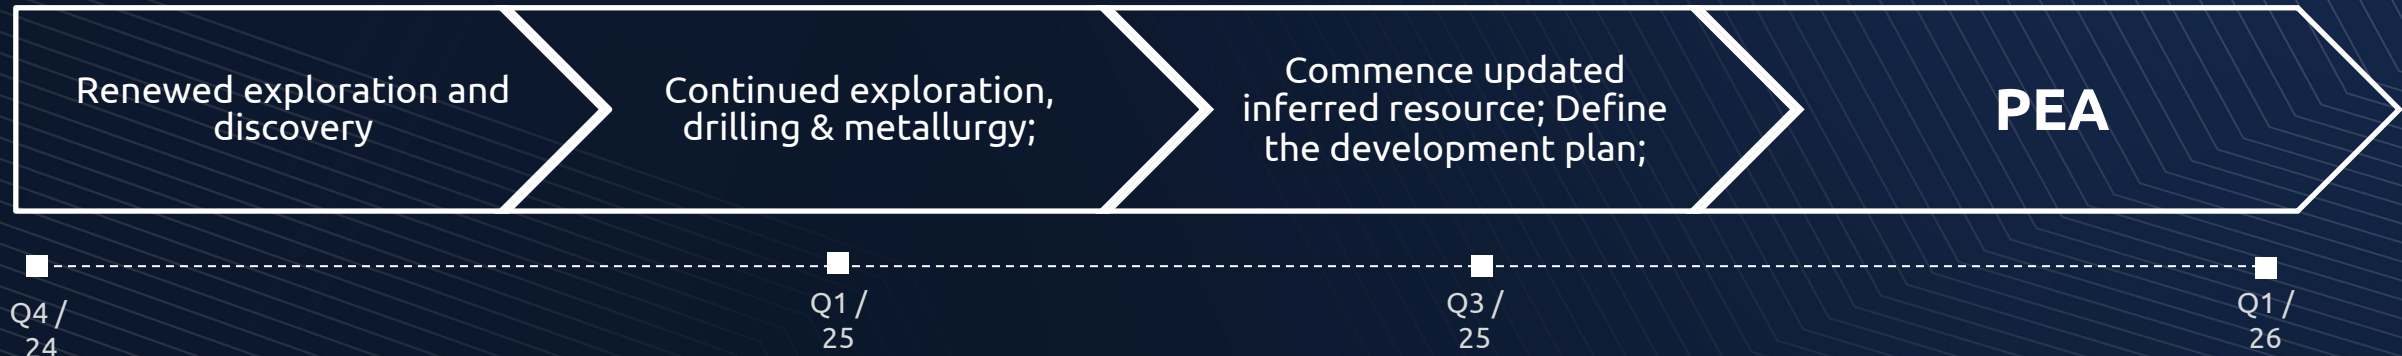 Renewed exploration and
discovery
Continued exploration,
drilling & metallurgy;
Commence updated
inferred resource; Define
the development plan;
PEA
Q4 /
24
Q1 /
25
Q3 /
25
Q1 /
26